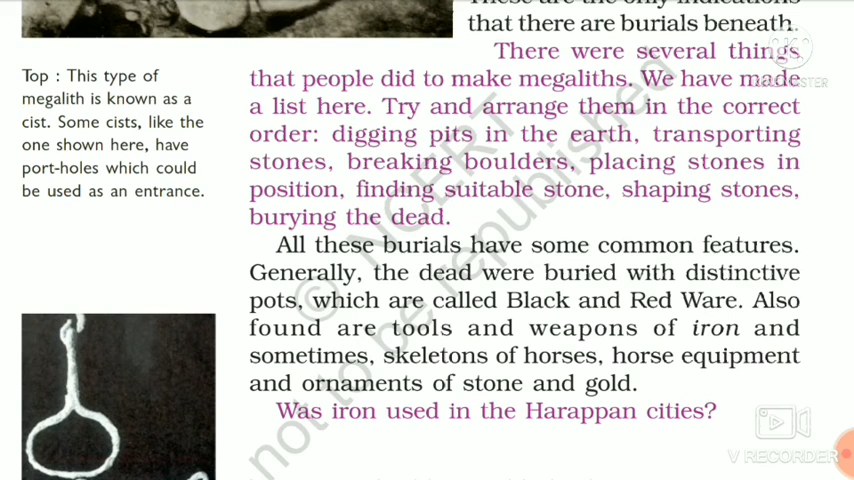 These are the only indications
that there are burials beneath.
There were several things
that people did to make megaliths. We have made
a list here. Try and arrange them in the correct
order: digging pits in the earth, transporting
stones, breaking boulders, placing stones in
position, finding suitable stone, shaping stones,
burying the dead.
All these burials have some common features.
Generally, the dead were buried with distinctive
pots, which are called Black and Red Ware. Also
found are tools and weapons of iron and
sometimes, skeletons of horses, horse equipment
and ornaments of stone and gold.
Was iron used in the Harappan cities?
Top : This type of
megalith is known as a
cist. Some cists, like the
one shown here, have
port-holes which could
be used as an entrance.
© NCERT
not to be republished
V RECORDER